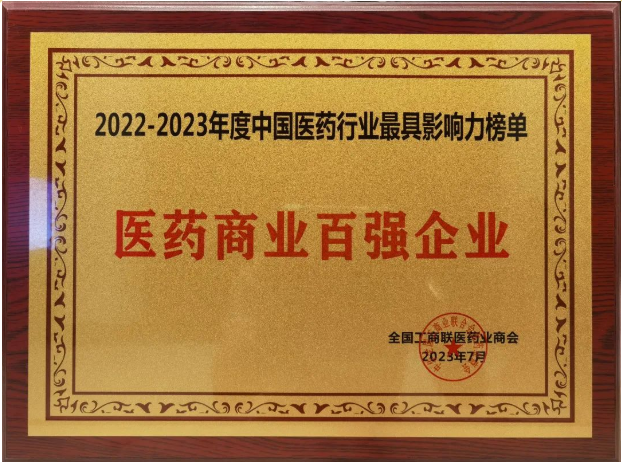 2022-2023年度中国医药行业最具影响力榜单
医药商业百强企业
全国工商联医药业商会
2023年7月